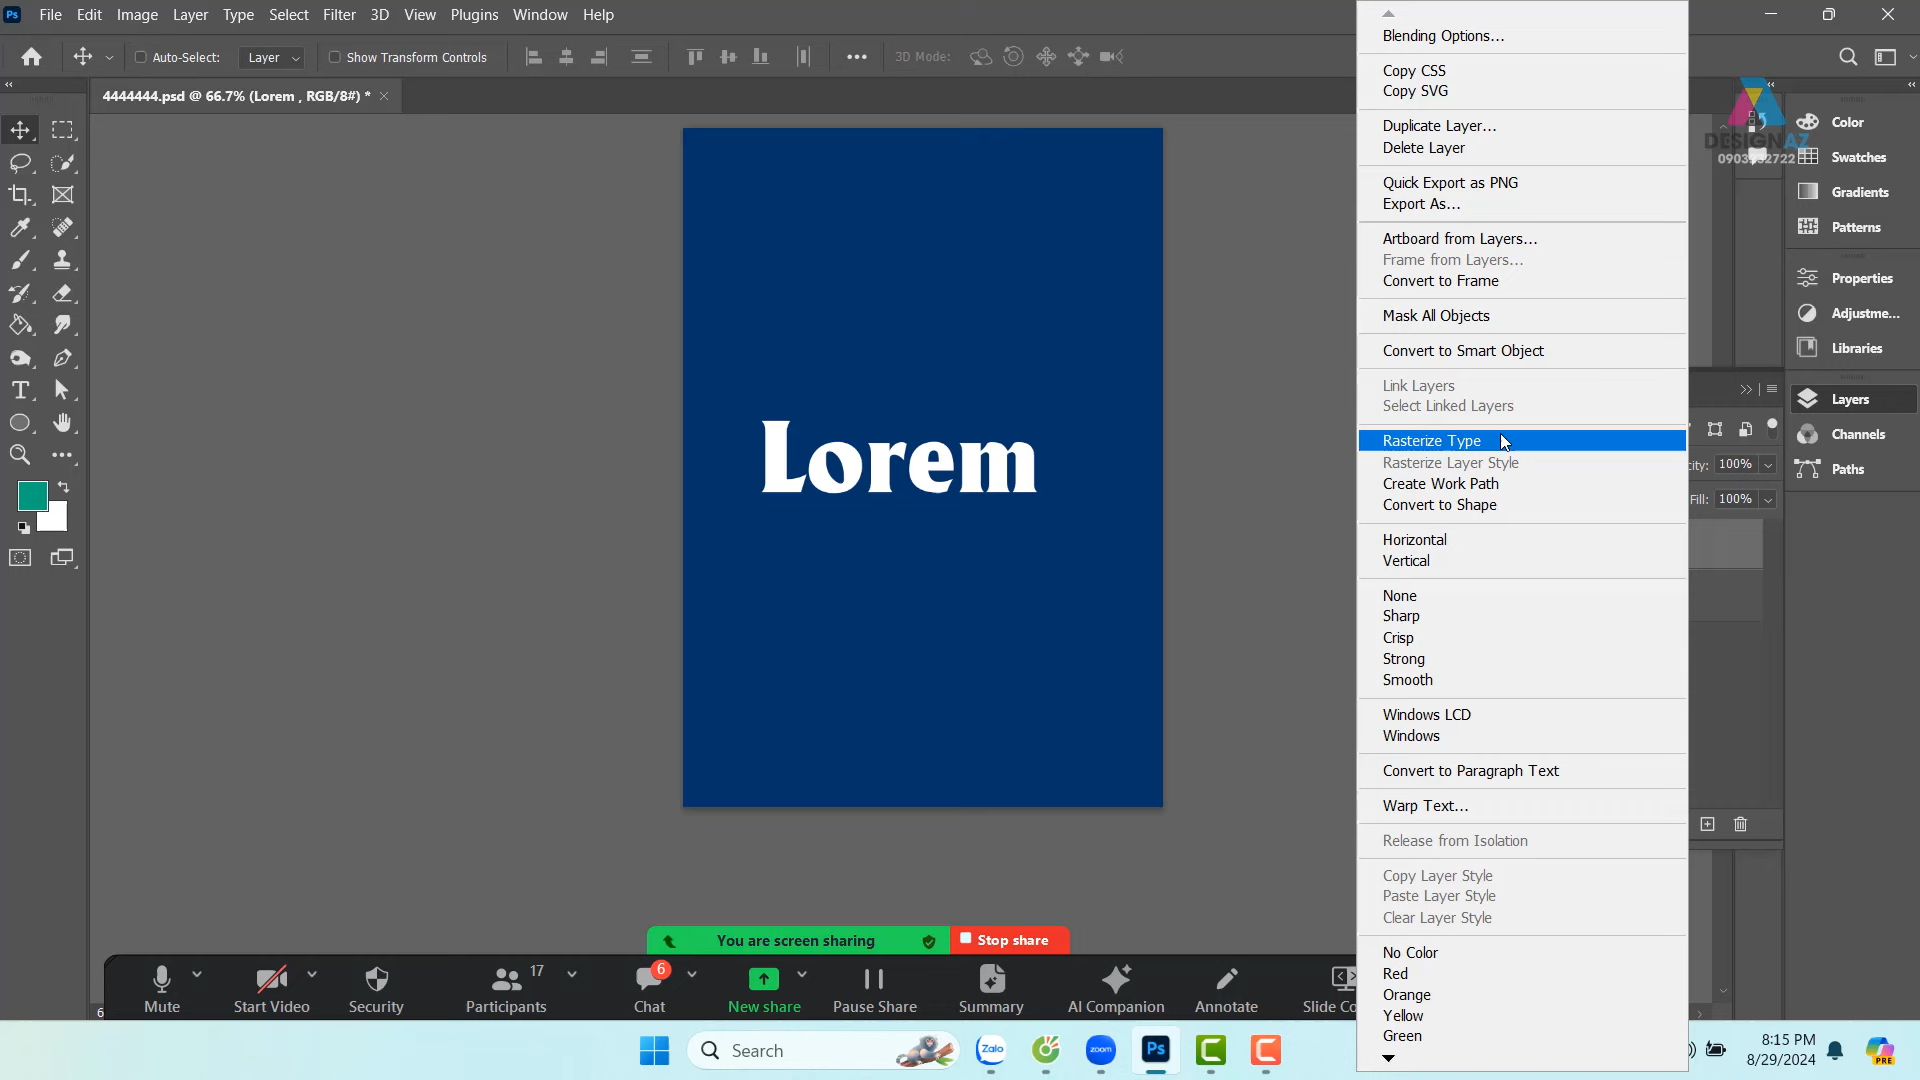 Ps File Edit Image Layer Type Select Filter 3D View Plugins Window Help
Auto-Select: Layer Show Transform Controls 3D Mode:
4444444.psd @ 66.7% (Lorem , RGB/8#) *
Lorem
Blending Options...
Copy CSS
Copy SVG
Duplicate Layer...
Delete Layer
Quick Export as PNG
Export As...
Artboard from Layers...
Frame from Layers...
Convert to Frame
Mask All Objects
Convert to Smart Object
Link Layers
Select Linked Layers
Rasterize Type
Rasterize Layer Style
Create Work Path
Convert to Shape
Horizontal
Vertical
None
Sharp
Crisp
Strong
Smooth
Windows LCD
Windows
Convert to Paragraph Text
Warp Text...
Release from Isolation
Copy Layer Style
Paste Layer Style
Clear Layer Style
No Color
Red
Orange
Yellow
Green
DESIGNAZ
Color
Swatches
Gradients
Patterns
Properties
Adjustme...
Libraries
Layers
Channels
Paths
100%
Fill: 100%
You are screen sharing Stop share
17 6
Mute Start Video Security Participants Chat New share Pause Share Summary AI Companion Annotate Slide Co
Search Zalo zoom Ps
8:15 PM
8/29/2024
PRE